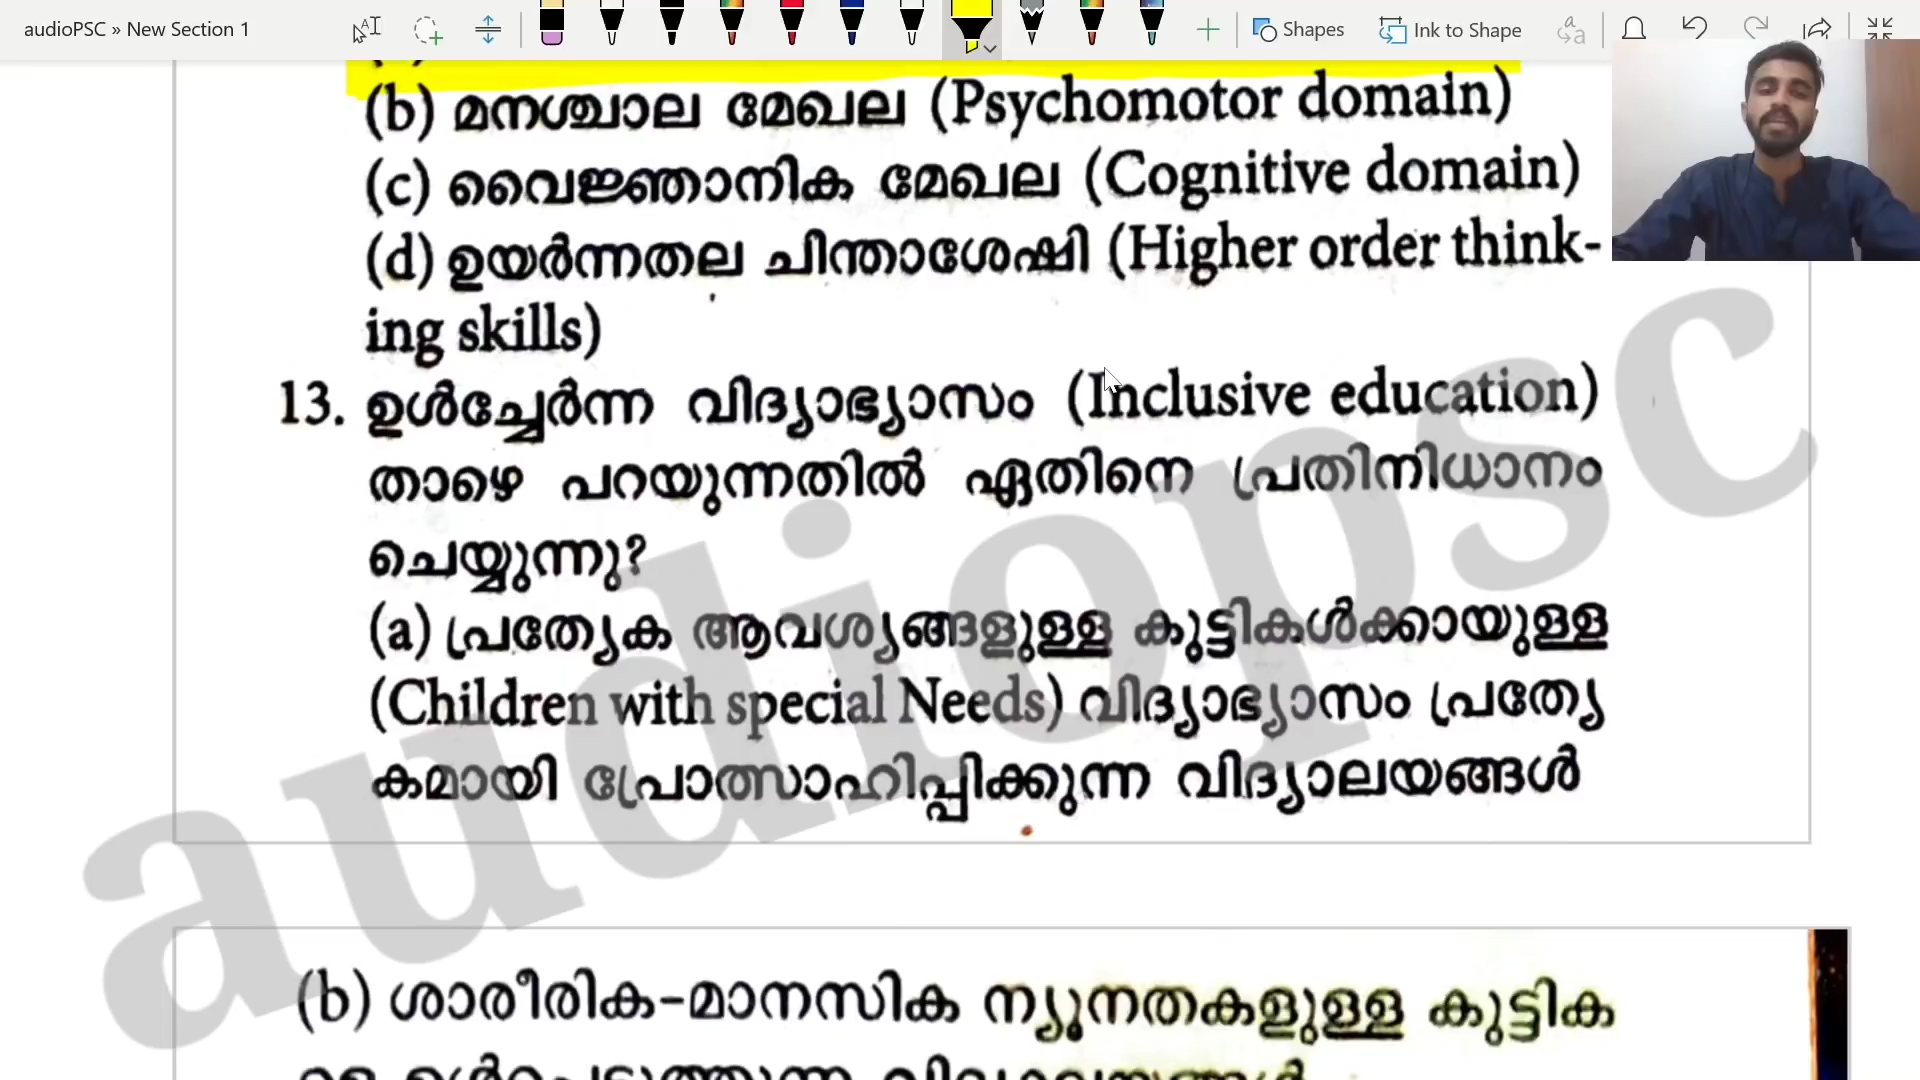 audioPSC » New Section 1
Shapes
Ink to Shape
(b) മനശ്ചാല മേഖല (Psychomotor domain)
(c) വൈജ്ഞാനിക മേഖല (Cognitive domain)
(d) ഉയർന്നതല ചിന്താശേഷി (Higher order think-
ing skills)
13. ഉൾച്ചേർന്ന വിദ്യാഭ്യാസം (Inclusive education)
താഴെ പറയുന്നതിൽ ഏതിനെ പ്രതിനിധാനം
ചെയ്യുന്നു?
(a) പ്രത്യേക ആവശ്യങ്ങളുള്ള കുട്ടികൾക്കായുള്ള
(Children with special Needs) വിദ്യാഭ്യാസം പ്രത്യേ
കമായി പ്രോത്സാഹിപ്പിക്കുന്ന വിദ്യാലയങ്ങൾ
audiopsc
(b) ശാരീരിക-മാനസിക ന്യൂനതകളുള്ള കുട്ടിക